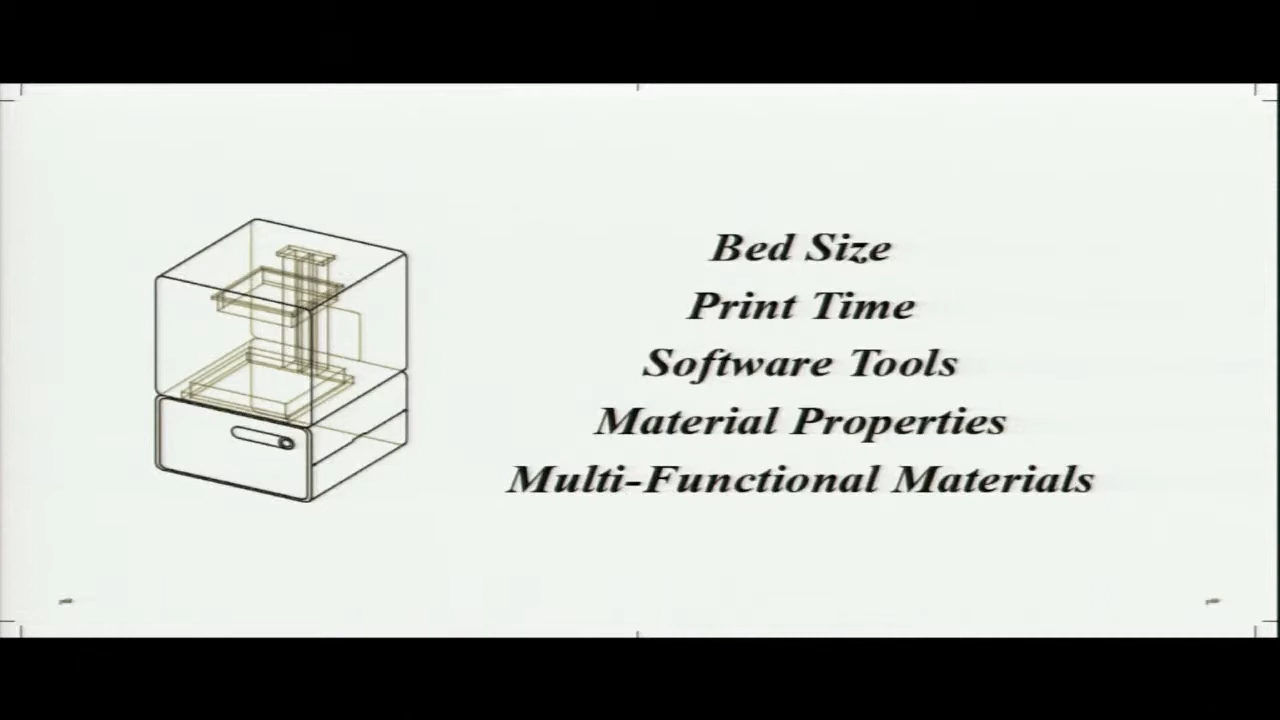 Bed Size
Print Time
Software Tools
Material Properties
Multi-Functional Materials